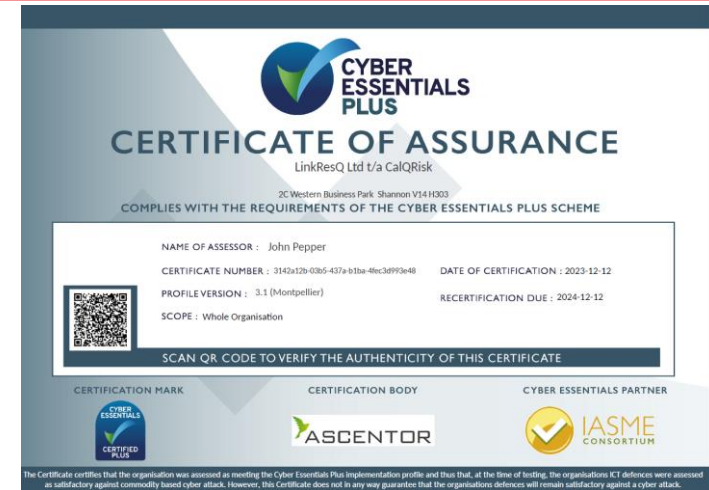 CYBER
ESSENTIALS
PLUS
CERTIFICATE OF ASSURANCE
LinkResQ Ltd t/a CalQRisk
2C Western Business Park Shannon V14 H303
COMPLIES WITH THE REQUIREMENTS OF THE CYBER ESSENTIALS PLUS SCHEME
NAME OF ASSESSOR : John Pepper
CERTIFICATE NUMBER : 3142a12b-03b5-437a-b1ba-4fec3d993e48 DATE OF CERTIFICATION : 2023-12-12
PROFILE VERSION : 3.1 (Montpellier) RECERTIFICATION DUE : 2024-12-12
SCOPE : Whole Organisation
SCAN QR CODE TO VERIFY THE AUTHENTICITY OF THIS CERTIFICATE
CERTIFICATION MARK CERTIFICATION BODY CYBER ESSENTIALS PARTNER
CYBER
ESSENTIALS
CERTIFIED
PLUS
ASCENTOR
IASME
CONSORTIUM
The Certificate certifies that the organisation was assessed as meeting the Cyber Essentials Plus implementation profile and thus that, at the time of testing, the organisations ICT defences were assessed
as satisfactory against commodity based cyber attack. However, this Certificate does not in any way guarantee that the organisations defences will remain satisfactory against a cyber attack.